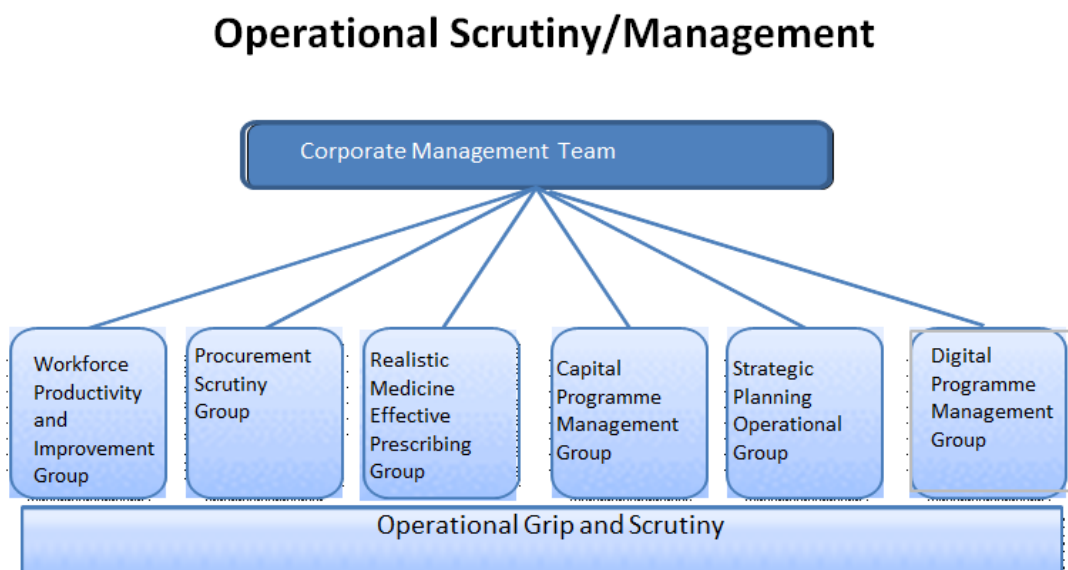 Operational Scrutiny/Management
Corporate Management Team
Workforce
Productivity
and
Improvement
Group
Procurement
Scrutiny
Group
Realistic
Medicine
Effective
Prescribing
Group
Capital
Programme
Management
Group
Strategic
Planning
Operational
Group
Digital
Programme
Management
Group
Operational Grip and Scrutiny